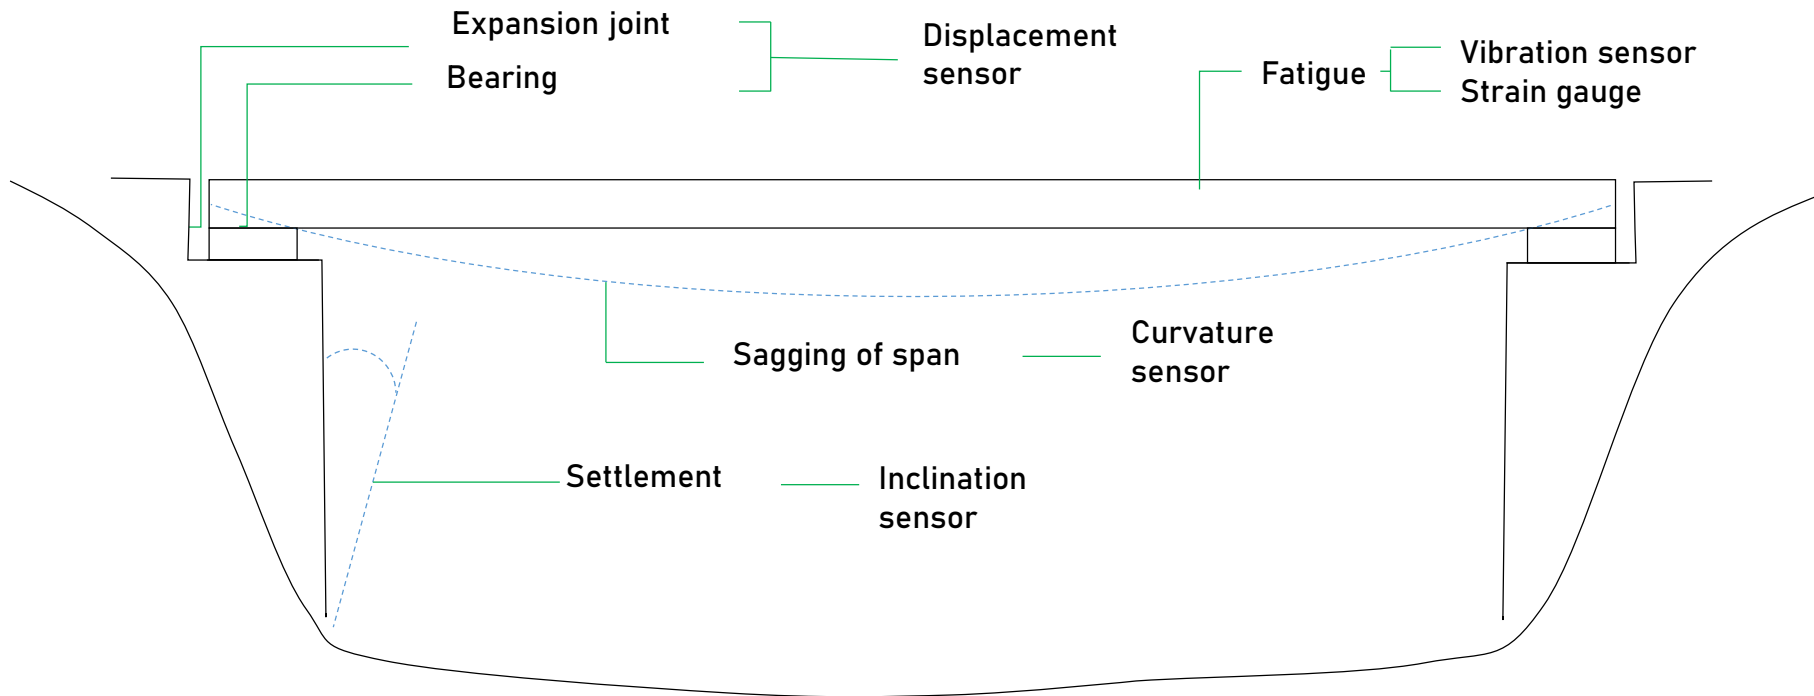 Expansion joint
Bearing
Displacement
sensor
Fatigue
Vibration sensor
Strain gauge
Sagging of span
Curvature
sensor
Settlement
Inclination
sensor